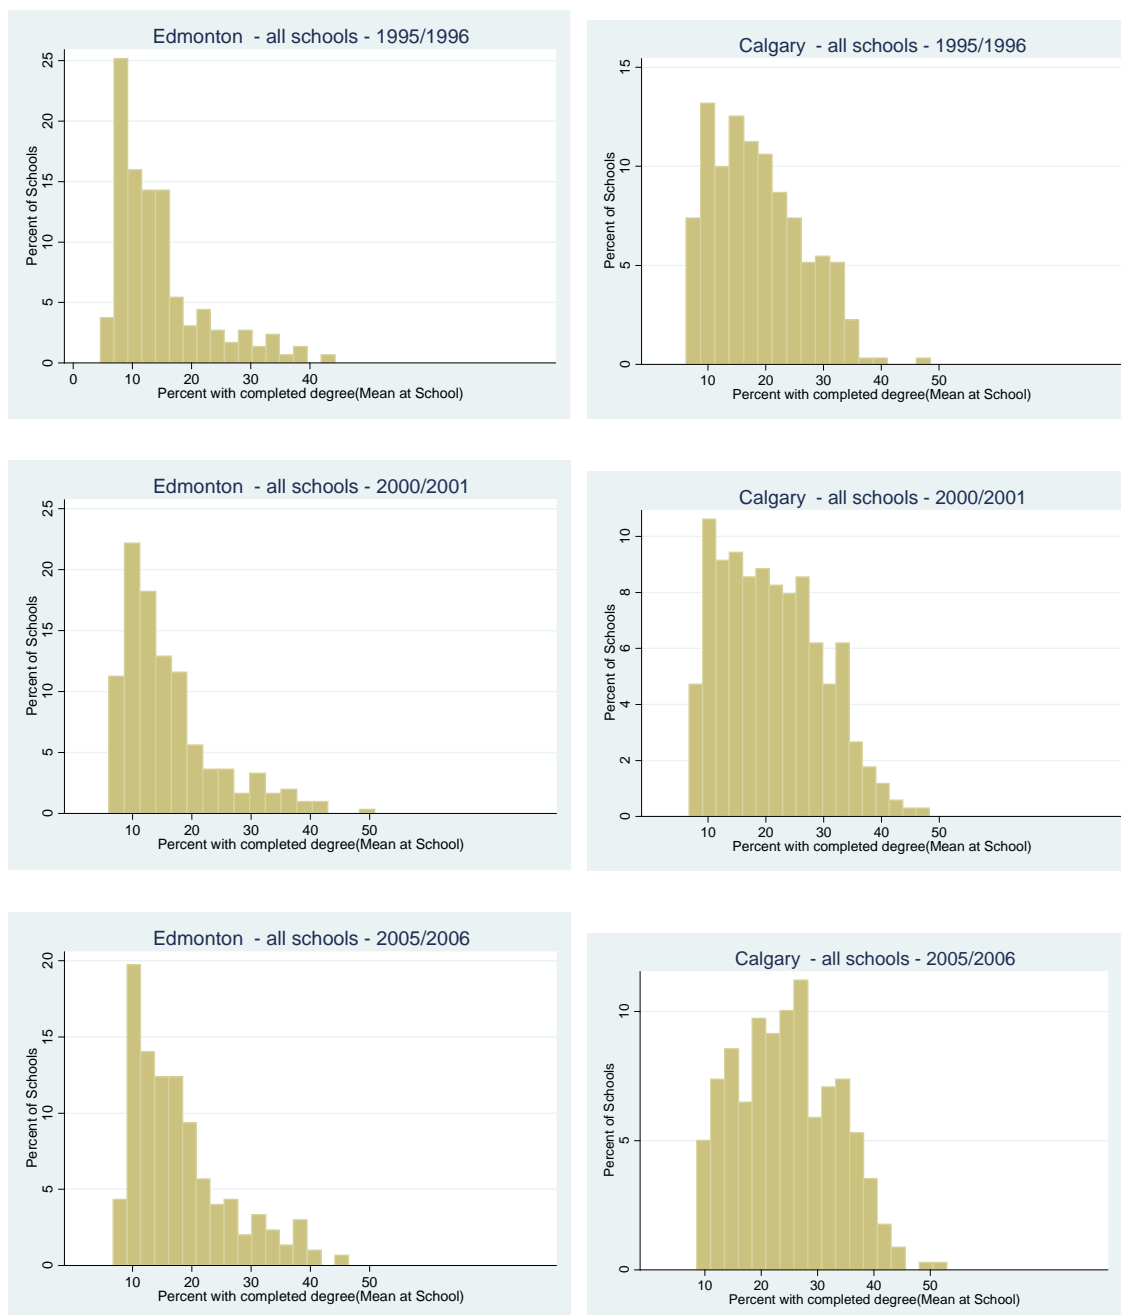 Edmonton - all schools - 1995/1996
Percent of Schools
25
20
15
10
5
0
0 10 20 30 40
Percent with completed degree(Mean at School)
Calgary - all schools - 1995/1996
Percent of Schools
15
10
5
0
10 20 30 40 50
Percent with completed degree(Mean at School)
Edmonton - all schools - 2000/2001
Percent of Schools
25
20
15
10
5
0
10 20 30 40 50
Percent with completed degree(Mean at School)
Calgary - all schools - 2000/2001
Percent of Schools
10
8
6
4
2
0
10 20 30 40 50
Percent with completed degree(Mean at School)
Edmonton - all schools - 2005/2006
Percent of Schools
20
15
10
5
0
10 20 30 40 50
Percent with completed degree(Mean at School)
Calgary - all schools - 2005/2006
Percent of Schools
10
5
0
10 20 30 40 50
Percent with completed degree(Mean at School)